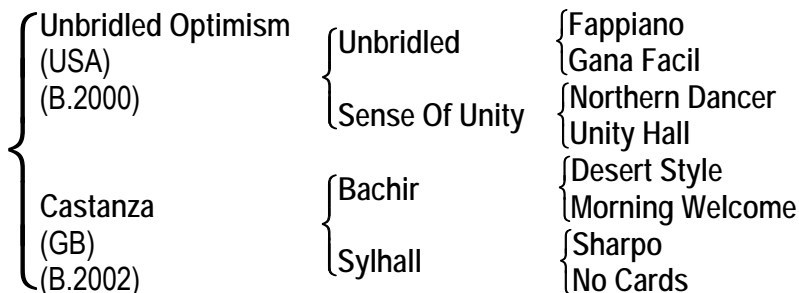 Unbridled Optimism
(USA)
(B.2000)
Unbridled
Fappiano
Gana Facil
Sense Of Unity
Northern Dancer
Unity Hall
Castanza
(GB)
(B.2002)
Bachir
Desert Style
Morning Welcome
Sylhall
Sharpo
No Cards